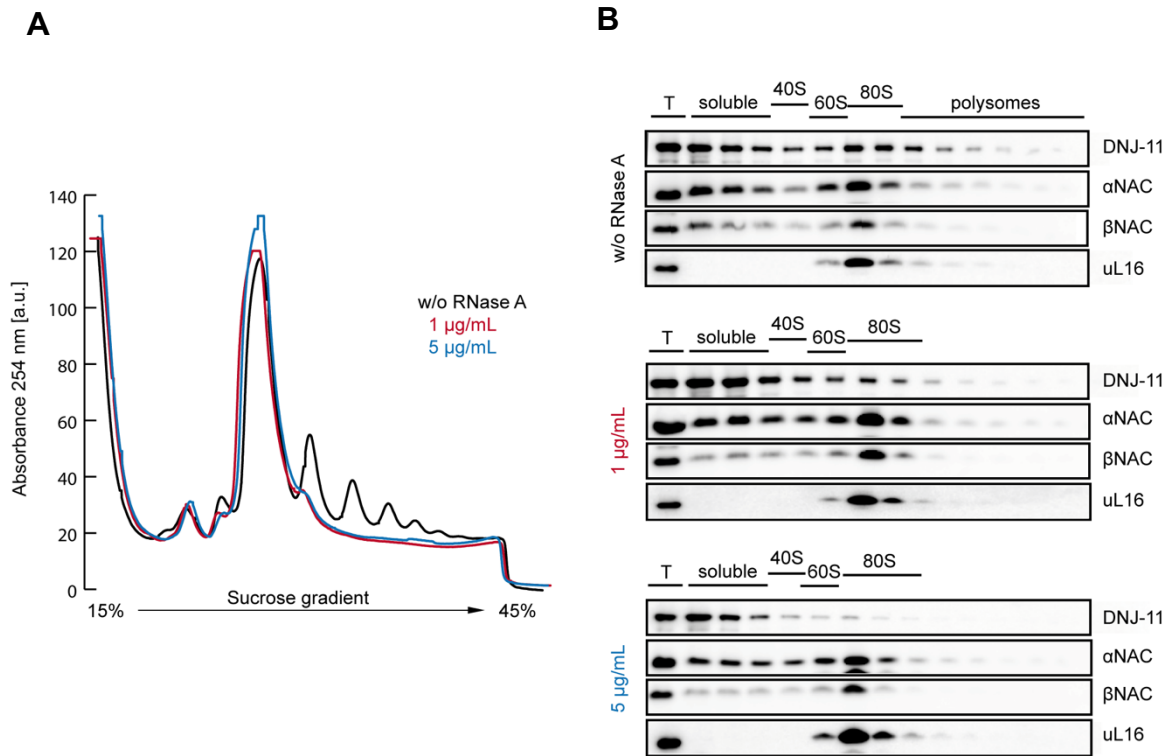 A
Absorbance 254 nm [a.u.]
140
120
100
80
60
40
20
0
w/o RNase A
1 µg/mL
5 µg/mL
15%
Sucrose gradient
45%
B
w/o RNase A
T
soluble
40S
60S
80S
polysomes
DNJ-11
αNAC
βNAC
uL16
1 µg/mL
T
soluble
40S
60S
80S
DNJ-11
αNAC
βNAC
uL16
5 µg/mL
T
soluble
40S
60S
80S
DNJ-11
αNAC
βNAC
uL16